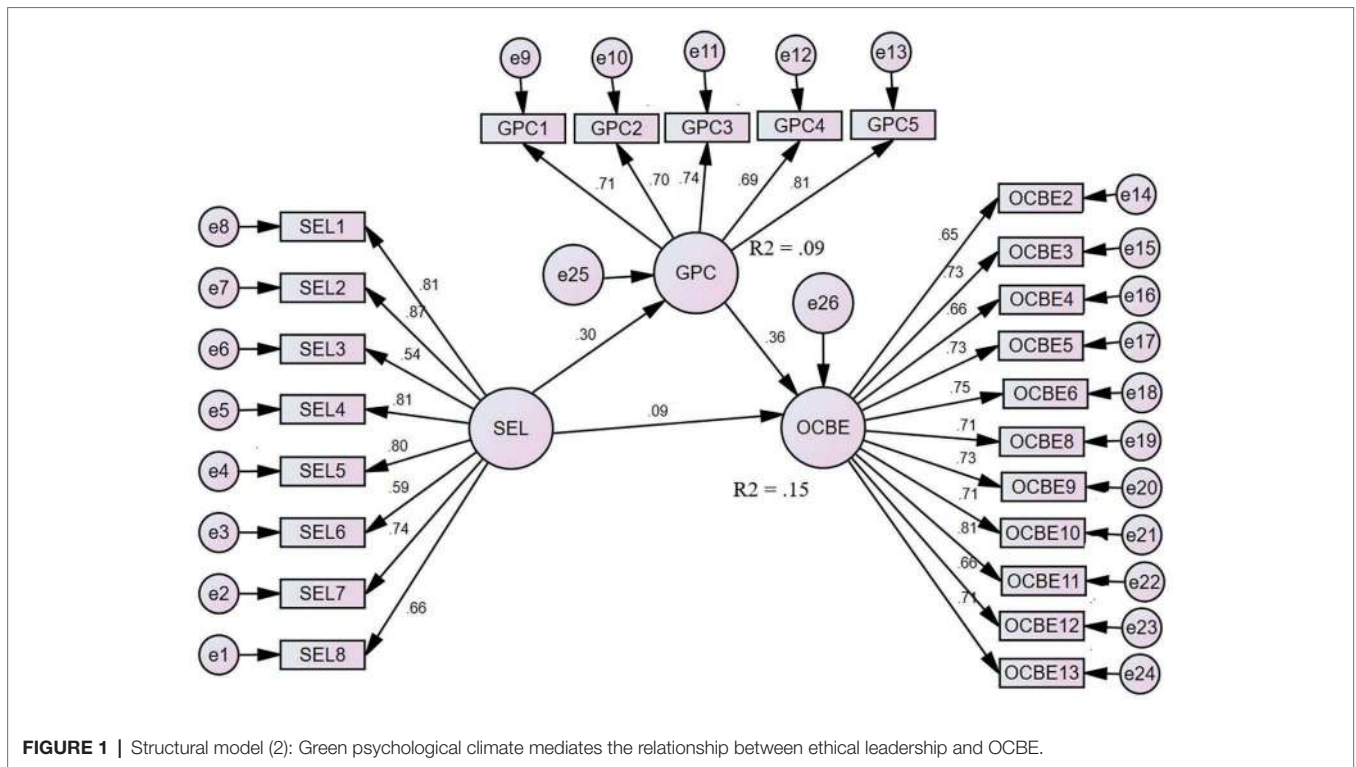 e9 e10 e11 e12 e13
GPC1 GPC2 GPC3 GPC4 GPC5
.71 .70 .74 .69 .81
GPC
R2 = .09
e25
e26
e8 SEL1
e7 SEL2
e6 SEL3
e5 SEL4
e4 SEL5
e3 SEL6
e2 SEL7
e1 SEL8
.81
.87
.54
.81
.80
.59
.74
.66
SEL
.30
.36
.09
OCBE
R2 = .15
.65
.73
.66
.73
.75
.71
.73
.71
.81
.66
.71
OCBE2 e14
OCBE3 e15
OCBE4 e16
OCBE5 e17
OCBE6 e18
OCBE8 e19
OCBE9 e20
OCBE10 e21
OCBE11 e22
OCBE12 e23
OCBE13 e24
FIGURE 1 | Structural model (2): Green psychological climate mediates the relationship between ethical leadership and OCBE.